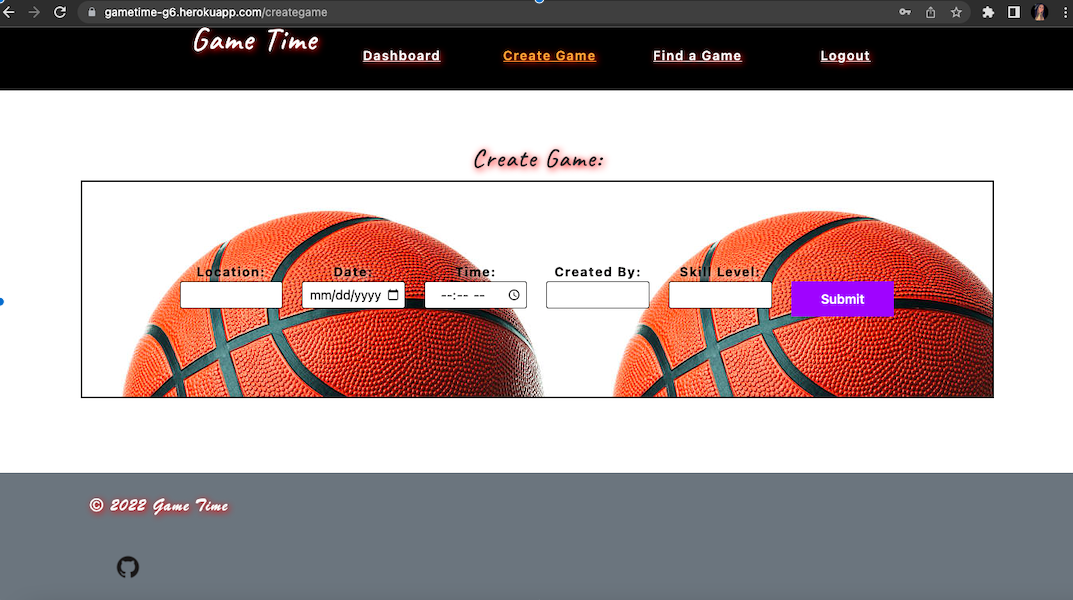 gametime-g6.herokuapp.com/creategame
Game Time
Dashboard Create Game Find a Game Logout
Create Game:
Location: Date: Time: Created By: Skill Level:
mm/dd/yyyy --:-- -- Submit
© 2022 Game Time